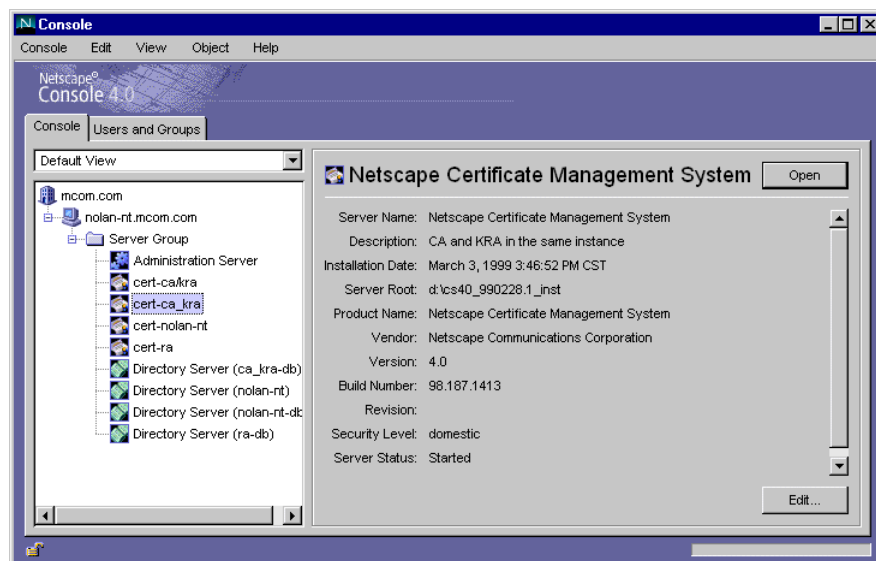 Console
Console Edit View Object Help
Netscape®
Console 4.0
Console Users and Groups
Default View
mcom.com
nolan-nt.mcom.com
Server Group
Administration Server
cert-ca/kra
cert-ca_kra
cert-nolan-nt
cert-ra
Directory Server (ca_kra-db)
Directory Server (nolan-nt)
Directory Server (nolan-nt-db
Directory Server (ra-db)
Netscape Certificate Management System Open
Server Name: Netscape Certificate Management System
Description: CA and KRA in the same instance
Installation Date: March 3, 1999 3:46:52 PM CST
Server Root: d:\cs40_990228.1_inst
Product Name: Netscape Certificate Management System
Vendor: Netscape Communications Corporation
Version: 4.0
Build Number: 98.187.1413
Revision:
Security Level: domestic
Server Status: Started
Edit...